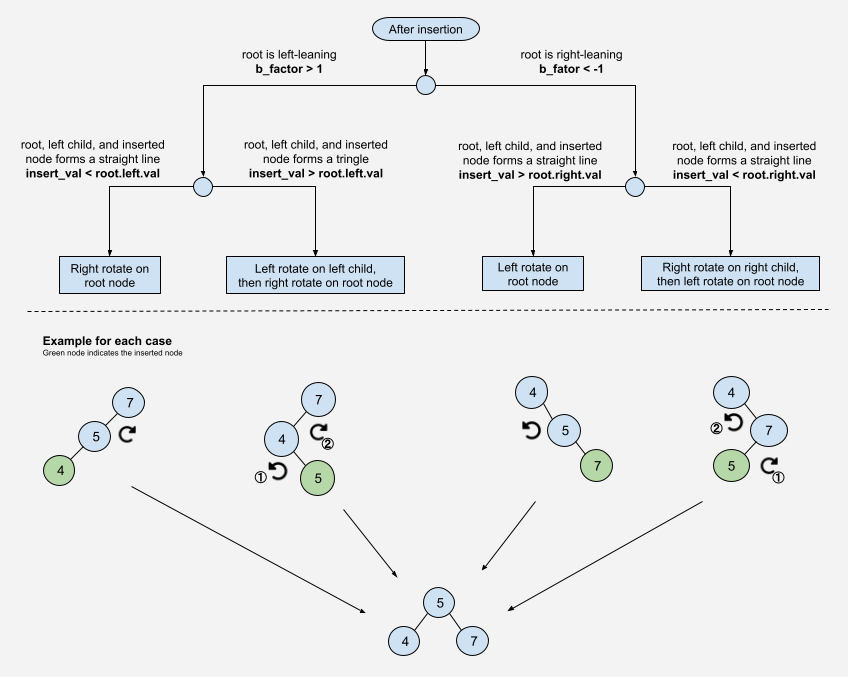 After insertion
root is left-leaning
b_factor > 1
root is right-leaning
b_fator < -1
root, left child, and inserted
node forms a straight line
insert_val < root.left.val
root, left child, and inserted
node forms a tringle
insert_val > root.left.val
root, left child, and inserted
node forms a straight line
insert_val > root.right.val
root, left child, and inserted
node forms a straight line
insert_val < root.right.val
Right rotate on
root node
Left rotate on left child,
then right rotate on root node
Left rotate on
root node
Right rotate on right child,
then left rotate on root node
Example for each case
Green node indicates the inserted node
7
5
4
7
4
②
①
5
4
5
7
4
②
7
5
①
5
4
7